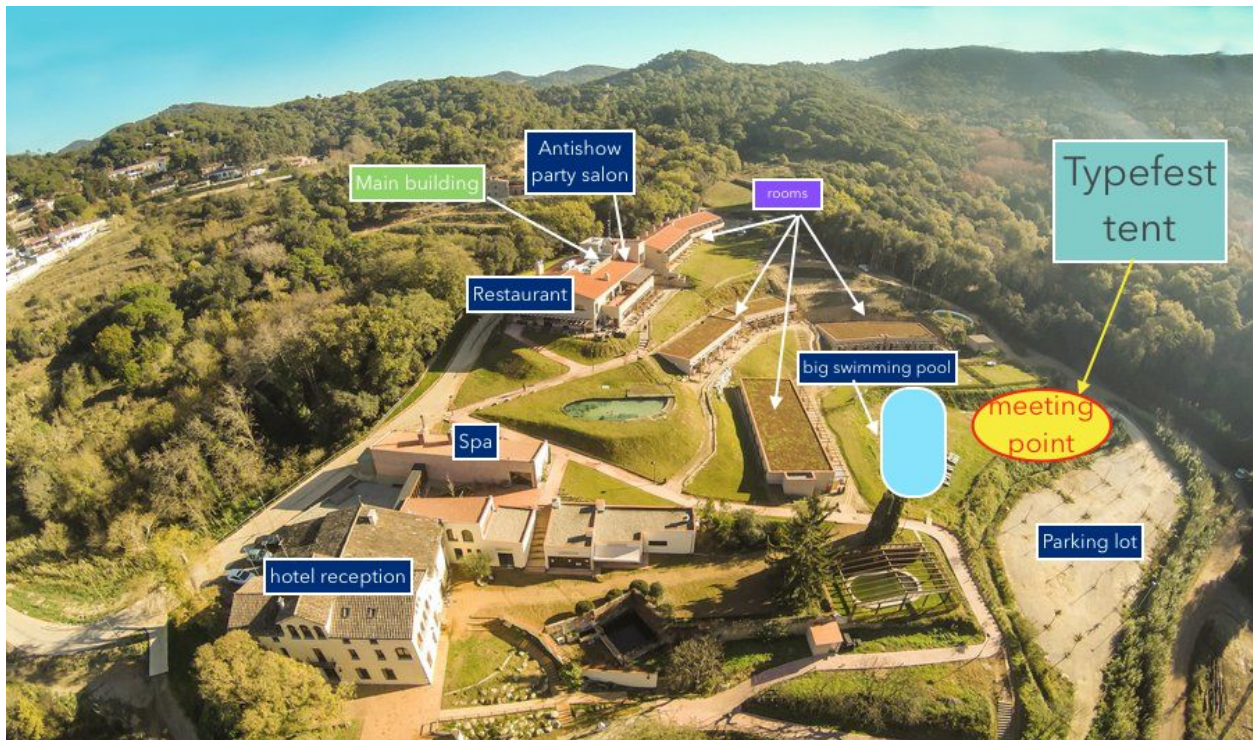 Antishow
party salon
Main building
rooms
Typefest
tent
Restaurant
big swimming pool
meeting
point
Spa
Parking lot
hotel reception